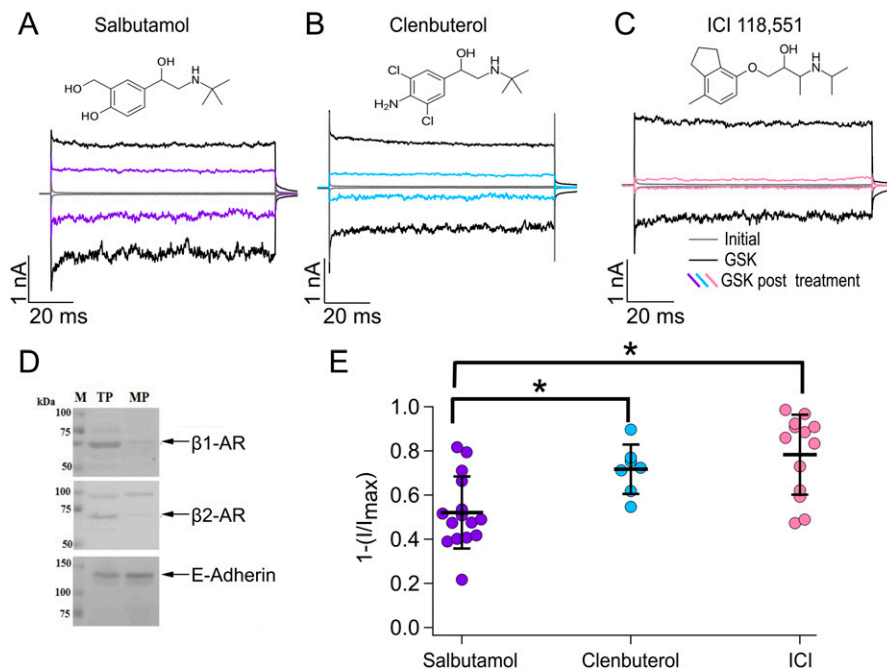 A Salbutamol
B Clenbuterol
C ICI 118,551
OH
HO
HO
H
N
OH
Cl
H
N
H₂N
Cl
OH
O
H
N
1 nA
20 ms
1 nA
20 ms
1 nA
20 ms
Initial
GSK
GSK post treatment
D
kDa M TP MP
100
75
50
β1-AR
100
75
50
β2-AR
150
100
75
E-Adherin
E
*
*
1-(I/Imax)
1.0
0.8
0.6
0.4
0.2
0.0
Salbutamol Clenbuterol ICI